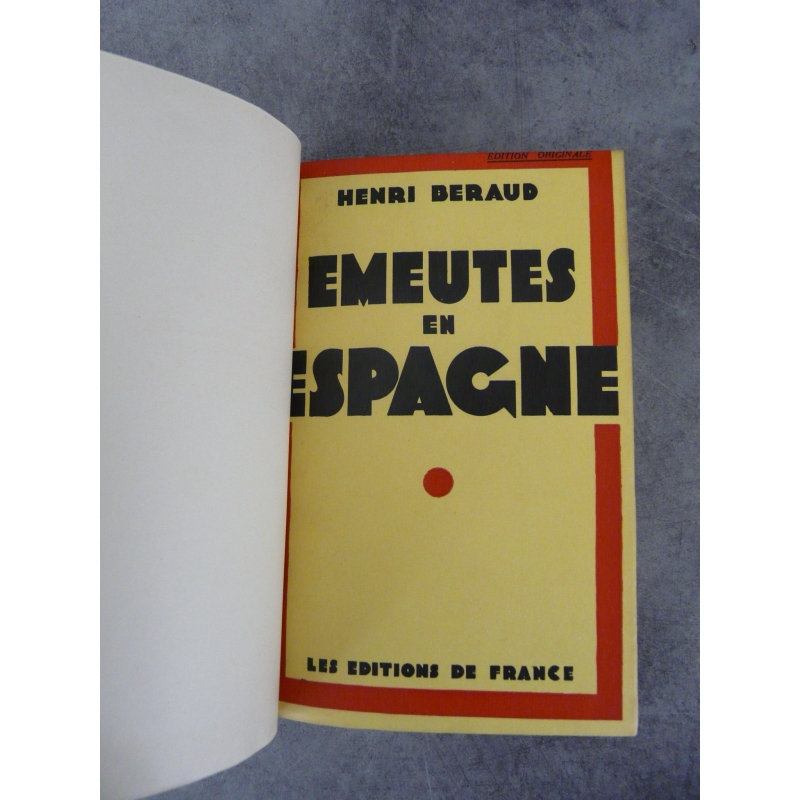 EDITION ORIGINALE
HENRI BERAUD
EMEUTES
EN
ESPAGNE
LES EDITIONS DE FRANCE